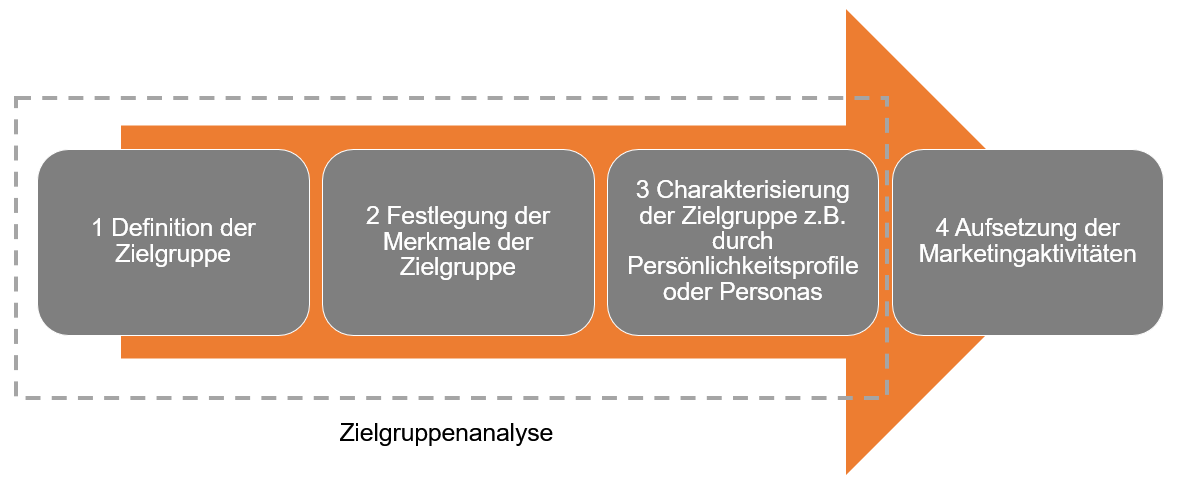 1 Definition der
Zielgruppe
2 Festlegung der
Merkmale der
Zielgruppe
3 Charakterisierung
der Zielgruppe z.B.
durch
Persönlichkeitsprofile
oder Personas
4 Aufsetzung der
Marketingaktivitäten
Zielgruppenanalyse